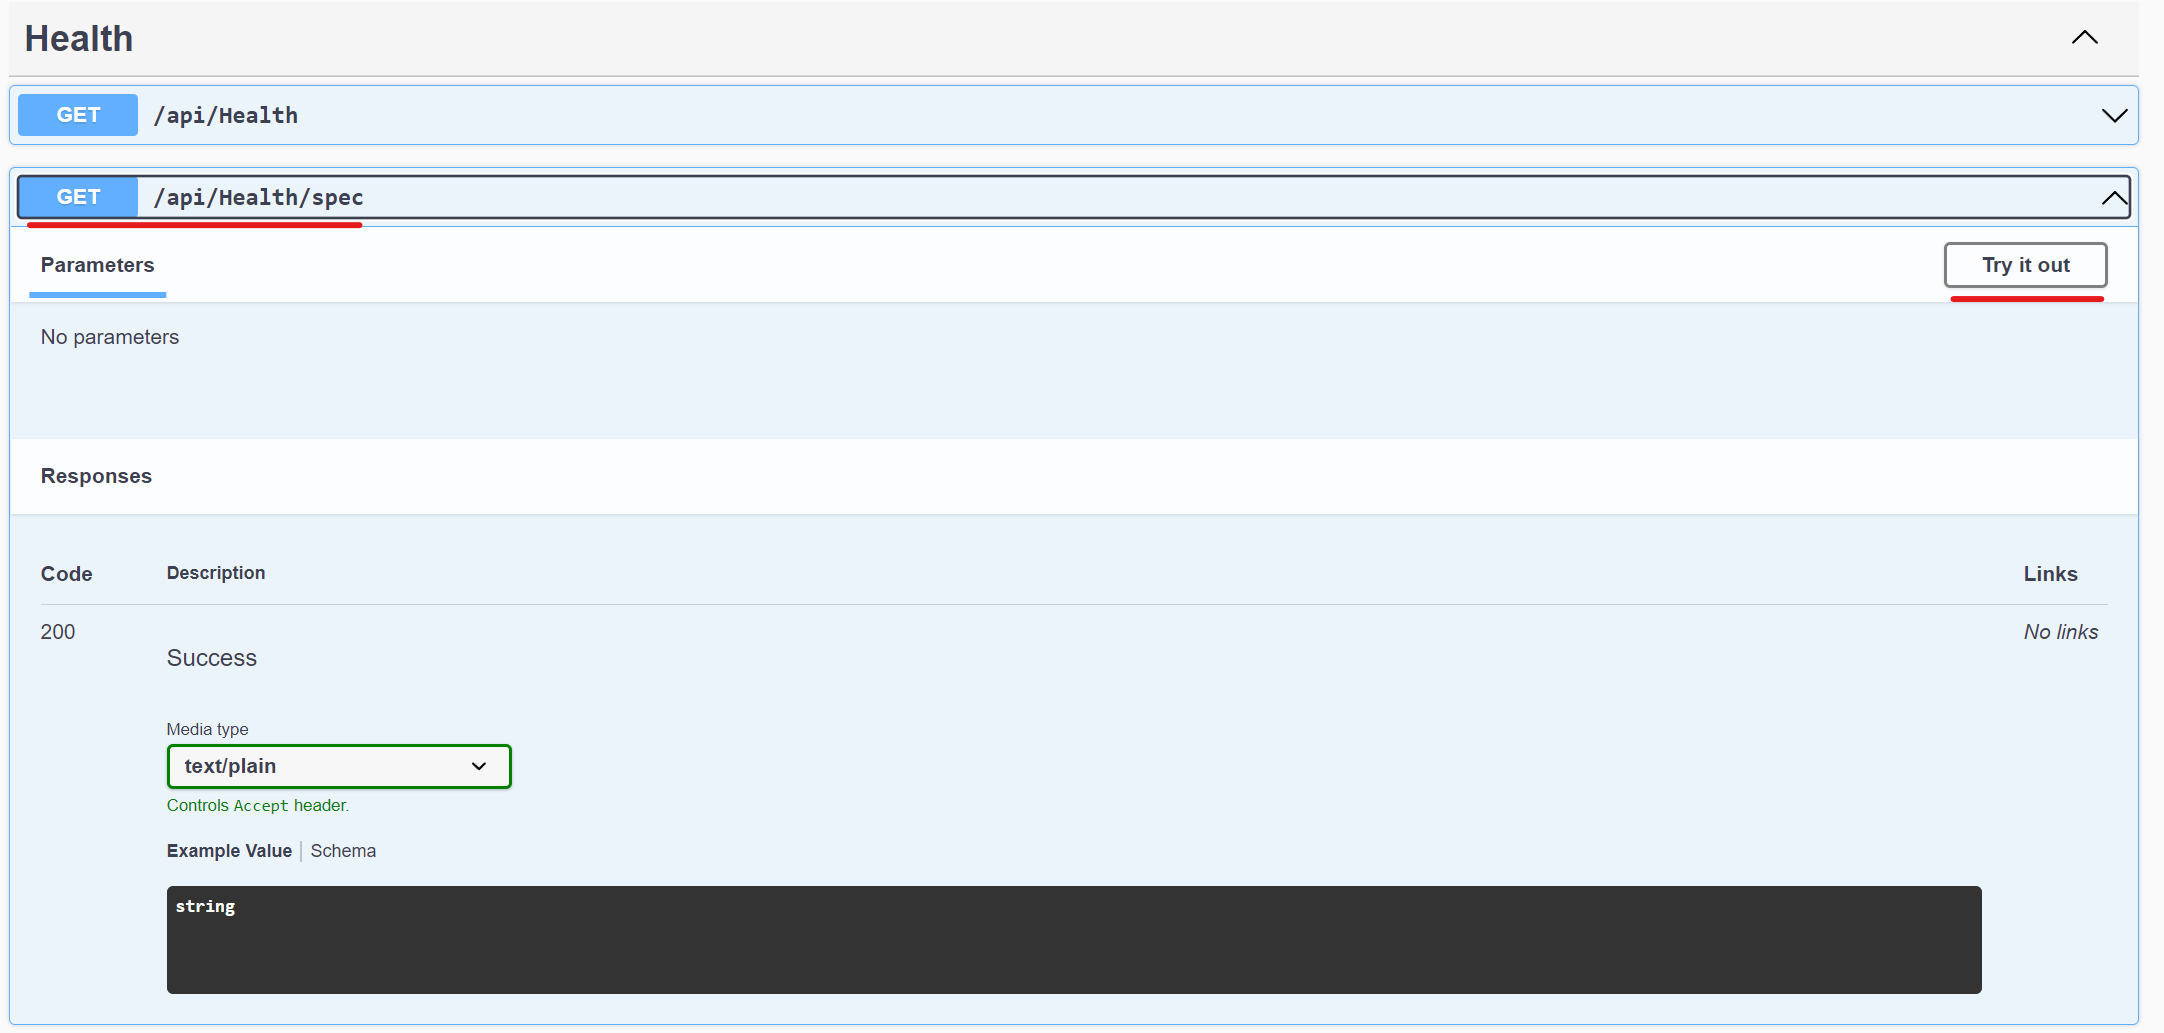 Health
GET /api/Health
GET /api/Health/spec
Parameters
Try it out
No parameters
Responses
Code Description Links
200 No links
Success
Media type
text/plain
Controls Accept header.
Example Value | Schema
string